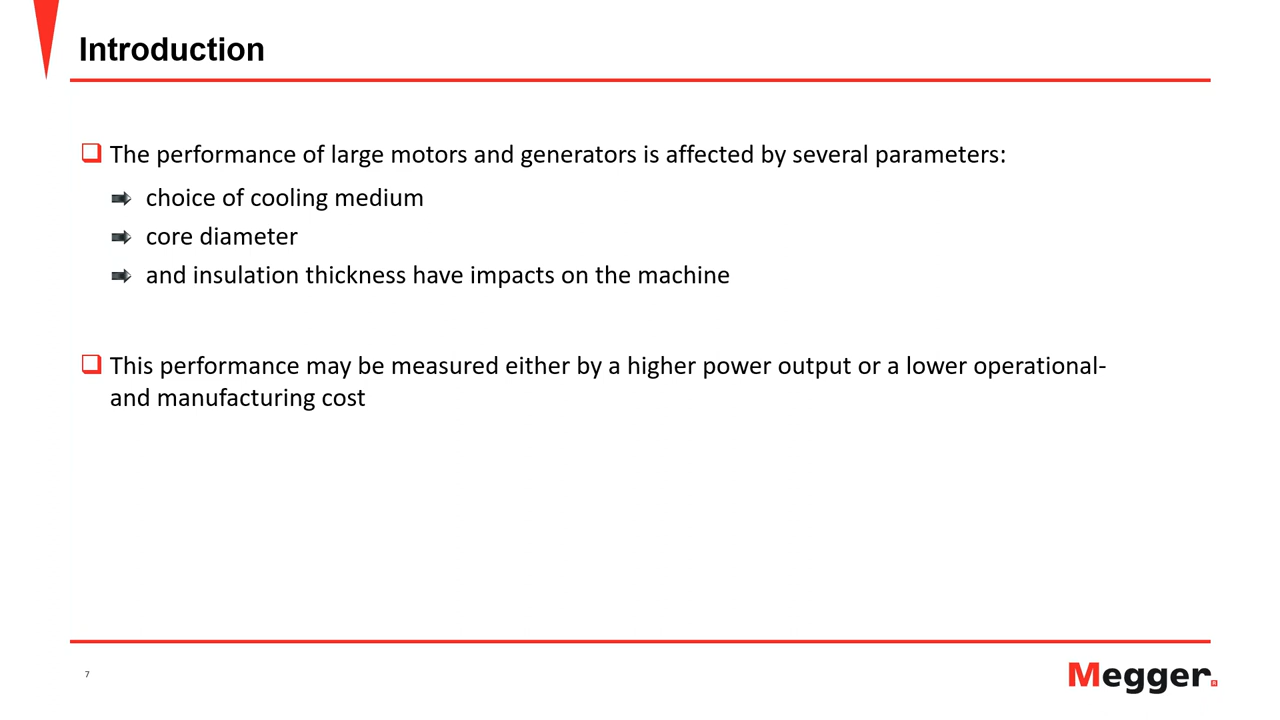 Introduction
The performance of large motors and generators is affected by several parameters:
choice of cooling medium
core diameter
and insulation thickness have impacts on the machine
This performance may be measured either by a higher power output or a lower operational-
and manufacturing cost
7
Megger